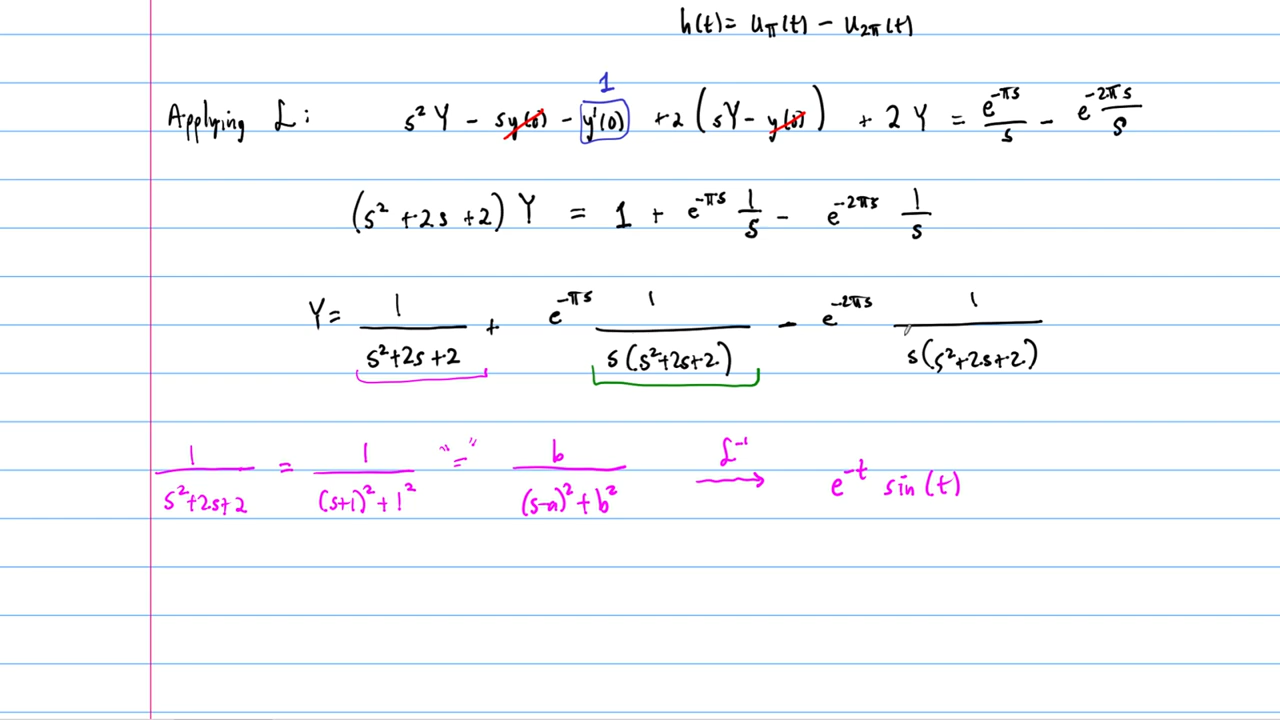 h(t) = u_π(t) - u_2π(t)
1
Applying ℒ: s² Y - sy(0) - y'(0) + 2 (sY - y(0)) + 2 Y = e^{-πs}/s - e^{-2πs}/s
(s² + 2s + 2) Y = 1 + e^{-πs} 1/s - e^{-2πs} 1/s
Y = 1/(s²+2s+2) + e^{-πs} 1/(s(s²+2s+2)) - e^{-2πs} 1/(s(s²+2s+2))
1/(s²+2s+2) = 1/((s+1)²+1²) "=" b/((s-a)²+b²) ℒ⁻¹→ e^{-t} sin(t)